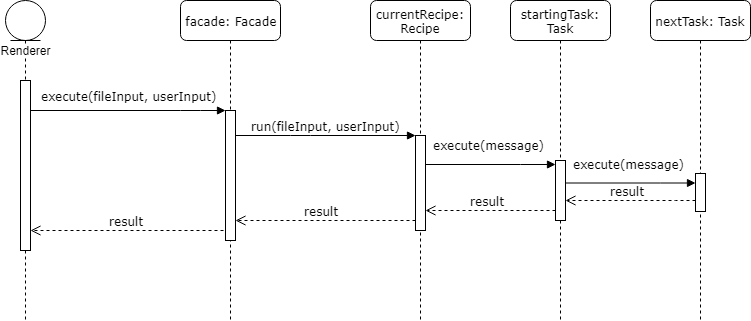 Renderer
facade: Facade
currentRecipe:
Recipe
startingTask:
Task
nextTask: Task
execute(fileInput, userInput)
run(fileInput, userInput)
execute(message)
execute(message)
result
result
result
result